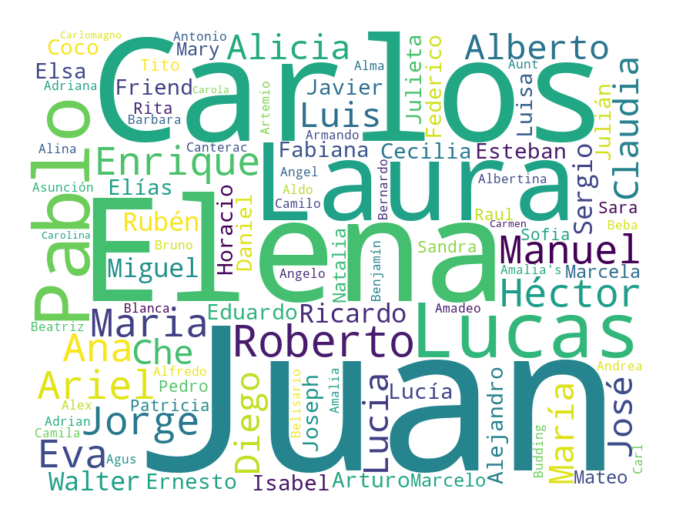 Carlomagno
Carlos
Antonio
Coco
Mary
Alicia
Alberto
Elsa
Tito
Alma
Julieta
Federico
Aunt
Adriana
Friend
Carola
Javier
Luisa
Julián
Claudia
Rita
Artemio
Luis
Barbara
Armando
Pablo
Alina
Canterac
Fabiana
Cecilia
Esteban
Sergio
Enrique
Laura
Bernardo
Angel
Albertina
Asunción
Elías
Aldo
Camilo
Sara
Horacio
Daniel
Rubén
Raul
Carmen
Beba
Carolina
Bruno
Elena
Natalia
Sandra
Sofia
Manuel
Miguel
Angelo
Benjamín
Amalia's
Marcela
Héctor
Blanca
Eduardo
Ricardo
Amadeo
Beatriz
Maria
Roberto
Lucas
Ana
Che
Juan
Alfredo
Andrea
Ariel
Pedro
Diego
Belisario
Joseph
Amalia
Lucia
Lucía
Alejandro
María
José
Alex
Patricia
Adrian
Jorge
Camila
Budding
Carl
Eva
Agus
Walter
Ernesto
Isabel
Arturo
Marcelo
Mateo